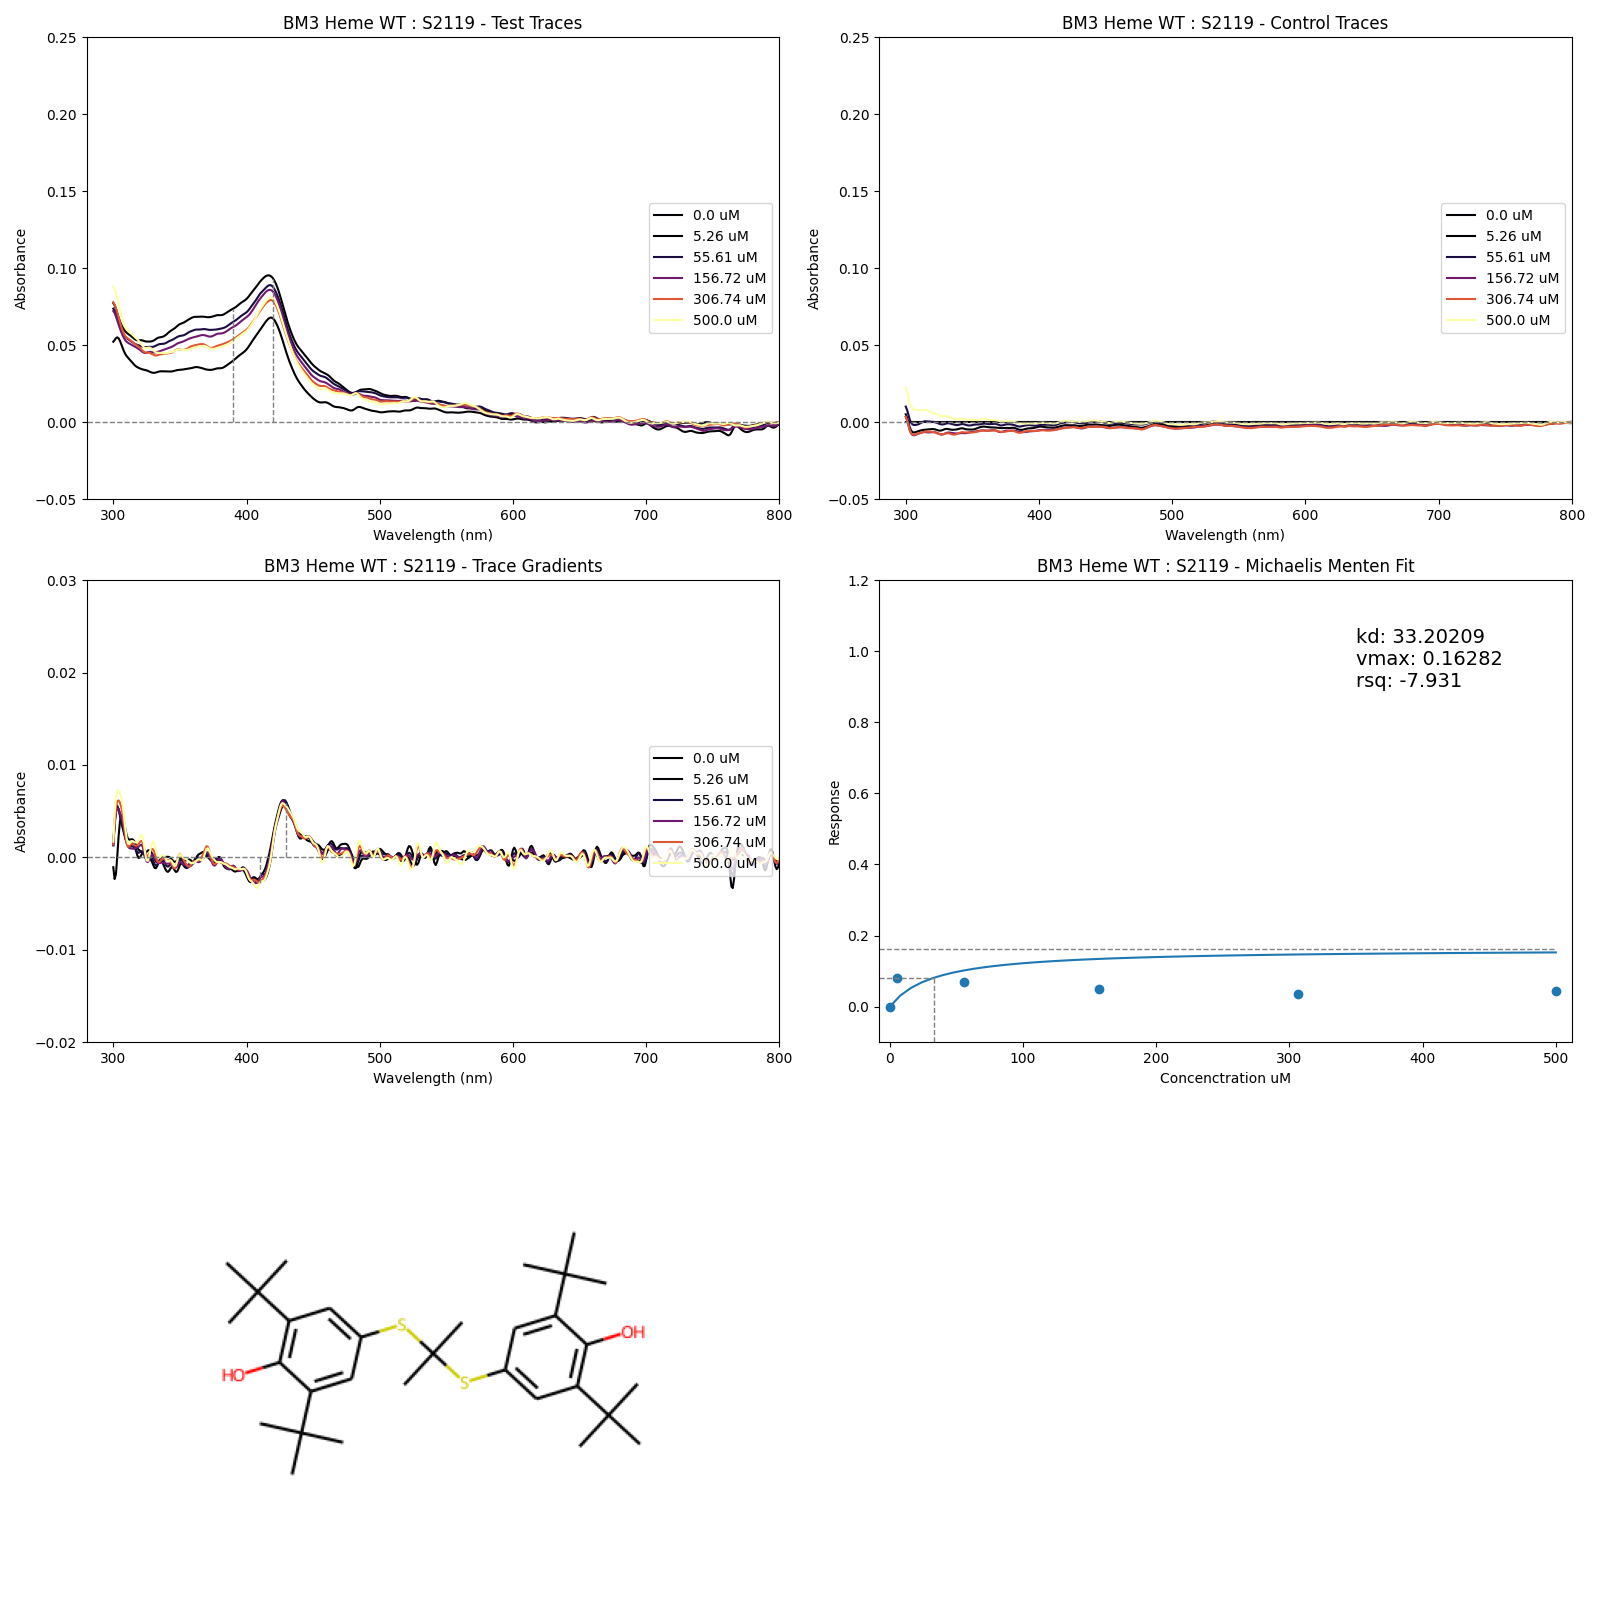 BM3 Heme WT : S2119 - Test Traces
0.25
0.20
0.15
0.10
0.05
0.00
−0.05
Absorbance
300 400 500 600 700 800
Wavelength (nm)
0.0 uM
5.26 uM
55.61 uM
156.72 uM
306.74 uM
500.0 uM
BM3 Heme WT : S2119 - Control Traces
0.25
0.20
0.15
0.10
0.05
0.00
−0.05
Absorbance
300 400 500 600 700 800
Wavelength (nm)
0.0 uM
5.26 uM
55.61 uM
156.72 uM
306.74 uM
500.0 uM
BM3 Heme WT : S2119 - Trace Gradients
0.03
0.02
0.01
0.00
−0.01
−0.02
Absorbance
300 400 500 600 700 800
Wavelength (nm)
0.0 uM
5.26 uM
55.61 uM
156.72 uM
306.74 uM
500.0 uM
BM3 Heme WT : S2119 - Michaelis Menten Fit
1.2
1.0
0.8
0.6
0.4
0.2
0.0
Response
0 100 200 300 400 500
Concenctration uM
kd: 33.20209
vmax: 0.16282
rsq: -7.931
S
OH
HO
S